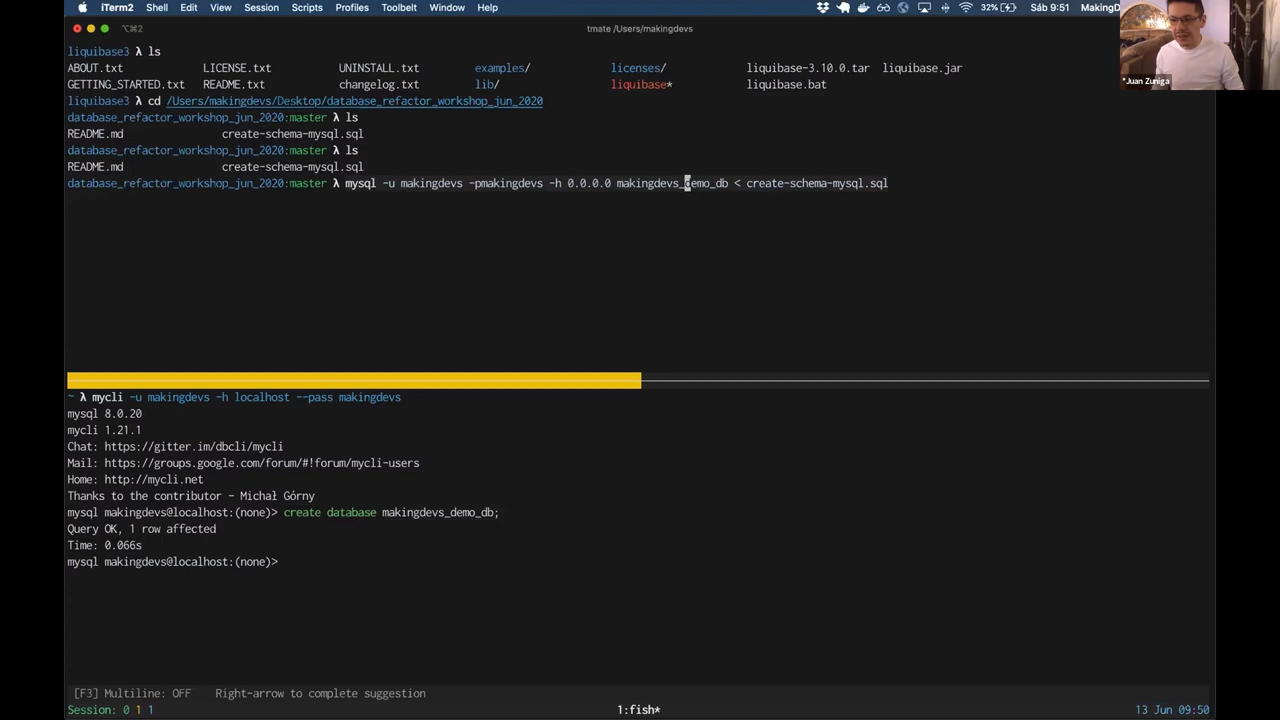 iTerm2 Shell Edit View Session Scripts Profiles Toolbelt Window Help 32% Sáb 9:51 MakingD
⌥⌘2 tmate /Users/makingdevs
*Juan Zuniga
liquibase3 λ ls
ABOUT.txt LICENSE.txt UNINSTALL.txt examples/ licenses/ liquibase-3.10.0.tar liquibase.jar
GETTING_STARTED.txt README.txt changelog.txt lib/ liquibase* liquibase.bat
liquibase3 λ cd /Users/makingdevs/Desktop/database_refactor_workshop_jun_2020
database_refactor_workshop_jun_2020:master λ ls
README.md create-schema-mysql.sql
database_refactor_workshop_jun_2020:master λ ls
README.md create-schema-mysql.sql
database_refactor_workshop_jun_2020:master λ mysql -u makingdevs -pmakingdevs -h 0.0.0.0 makingdevs_demo_db < create-schema-mysql.sql
~ λ mycli -u makingdevs -h localhost --pass makingdevs
mysql 8.0.20
mycli 1.21.1
Chat: https://gitter.im/dbcli/mycli
Mail: https://groups.google.com/forum/#!forum/mycli-users
Home: http://mycli.net
Thanks to the contributor - Michał Górny
mysql makingdevs@localhost:(none)> create database makingdevs_demo_db;
Query OK, 1 row affected
Time: 0.066s
mysql makingdevs@localhost:(none)>
[F3] Multiline: OFF Right-arrow to complete suggestion
Session: 0 1 1 1:fish* 13 Jun 09:50